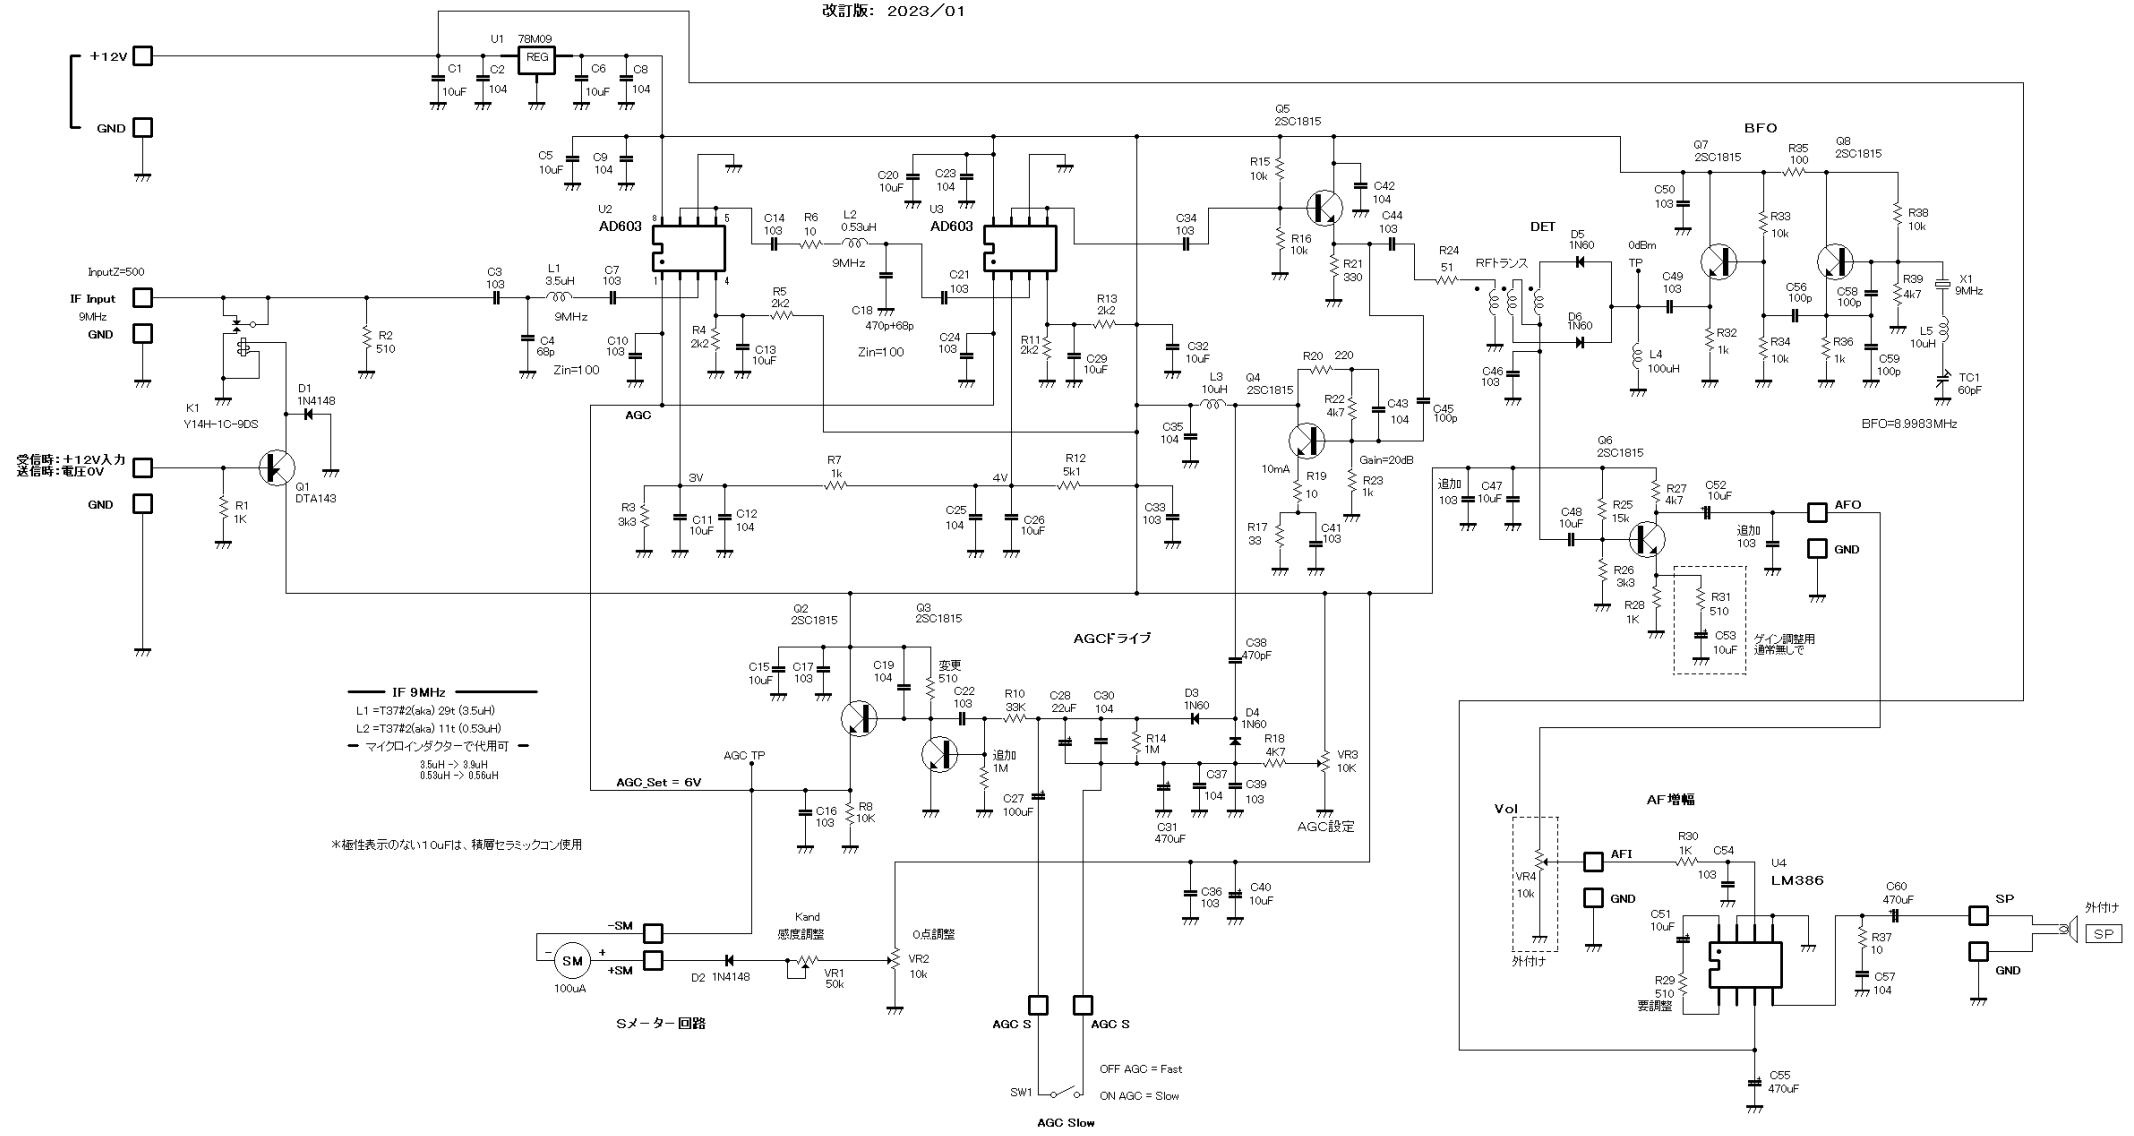 改訂版： 2023／01
＋12V
GND
U1
78M09
REG
C1
10uF
C2
104
C6
10uF
C8
104
C5
10uF
C9
104
U2
AD603
8
5
1
4
C14
103
R6
10
L2
0.53uH
9MHz
C20
10uF
C23
104
U3
AD603
C34
103
Q5
2SC1815
R15
10k
R16
10k
C42
104
C44
103
R21
330
R24
51
RFトランス
DET
D5
1N60
D6
1N60
0dBm
TP
C49
103
L4
100uH
C46
103
BFO
Q7
2SC1815
R35
100
Q8
2SC1815
C50
103
R33
10k
R38
10k
R39
4k7
X1
9MHz
C56
100p
C58
100p
R32
1k
R34
10k
R36
1k
C59
100p
L5
10uH
TC1
60pF
BFO=8.9983MHz
InputZ=500
IF Input
9MHz
GND
K1
Y14H-1C-9DS
D1
1N4148
R2
510
C3
103
L1
3.5uH
9MHz
C4
68p
Zin=100
C7
103
C10
103
R4
2k2
C13
10uF
R5
2k2
C18
470p+68p
Zin=100
C21
103
C24
103
R11
2k2
C29
10uF
R13
2k2
C32
10uF
AGC
受信時：＋12V入力
送信時：電圧0V
GND
R1
1K
Q1
DTA143
R3
3k3
3V
C11
10uF
C12
104
R7
1k
4V
C25
104
C26
10uF
R12
5k1
C33
103
L3
10uH
C35
104
Q4
2SC1815
R20
220
R22
4k7
C43
104
C45
100p
10mA
R19
10
Gain=20dB
R23
1k
R17
33
C41
103
追加
103
C47
10uF
Q6
2SC1815
C48
10uF
R25
15k
R27
4k7
C52
10uF
追加
103
AFO
GND
R26
3k3
R28
1K
R31
510
C53
10uF
ゲイン調整用
通常無しで
AGCドライブ
Q2
2SC1815
Q3
2SC1815
C15
10uF
C17
103
C19
104
変更
510
C22
103
R10
33K
C28
22uF
C30
104
D3
1N60
C38
470pF
D4
1N60
R14
1M
R18
4K7
VR3
10K
AGC設定
追加
1M
C27
100uF
C31
470uF
C37
104
C39
103
AGC TP
AGC_Set = 6V
C16
103
R8
10K
IF 9MHz
L1 =T37#2(aka) 29t (3.5uH)
L2 =T37#2(aka) 11t (0.53uH)
マイクロインダクターで代用可
3.5uH -> 3.9uH
0.53uH -> 0.56uH
＊極性表示のない10uFは、積層セラミックコン使用
C36
103
C40
10uF
-SM
SM
-
+
+SM
100uA
D2
1N4148
Kand
感度調整
VR1
50k
0点調整
VR2
10k
Sメーター回路
AGC S
AGC S
SW1
OFF AGC = Fast
ON AGC = Slow
AGC Slow
Vol
VR4
10k
外付け
AFI
GND
AF増幅
R30
1K
C54
103
U4
LM386
C51
10uF
R29
510
要調整
C60
470uF
R37
10
C57
104
SP
GND
外付け
SP
C55
470uF